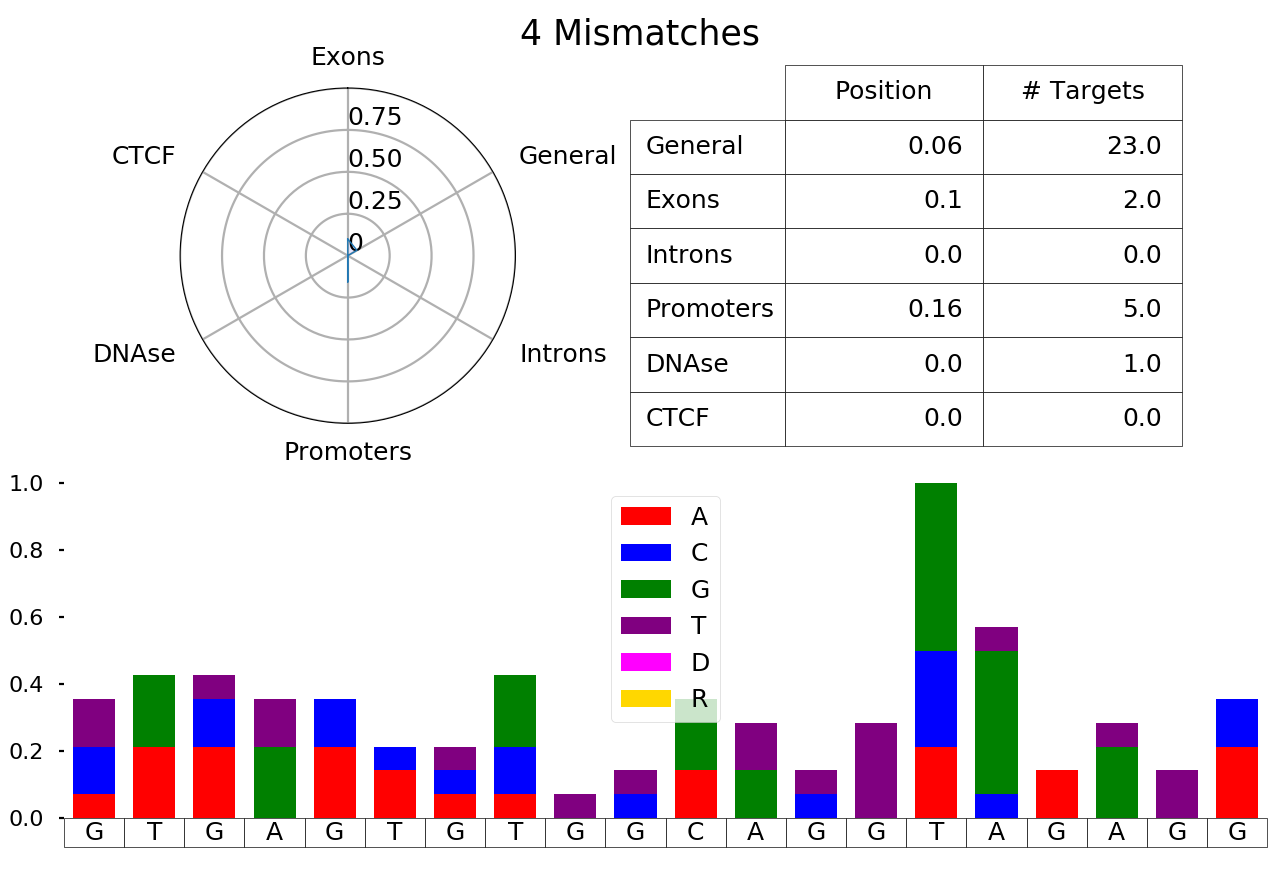 4 Mismatches
Exons
CTCF
General
DNAse
Introns
Promoters
0.75
0.50
0.25
0
Position # Targets
General 0.06 23.0
Exons 0.1 2.0
Introns 0.0 0.0
Promoters 0.16 5.0
DNAse 0.0 1.0
CTCF 0.0 0.0
1.0
0.8
0.6
0.4
0.2
0.0
A
C
G
T
D
R
G T G A G T G T G G C A G G T A G A G G